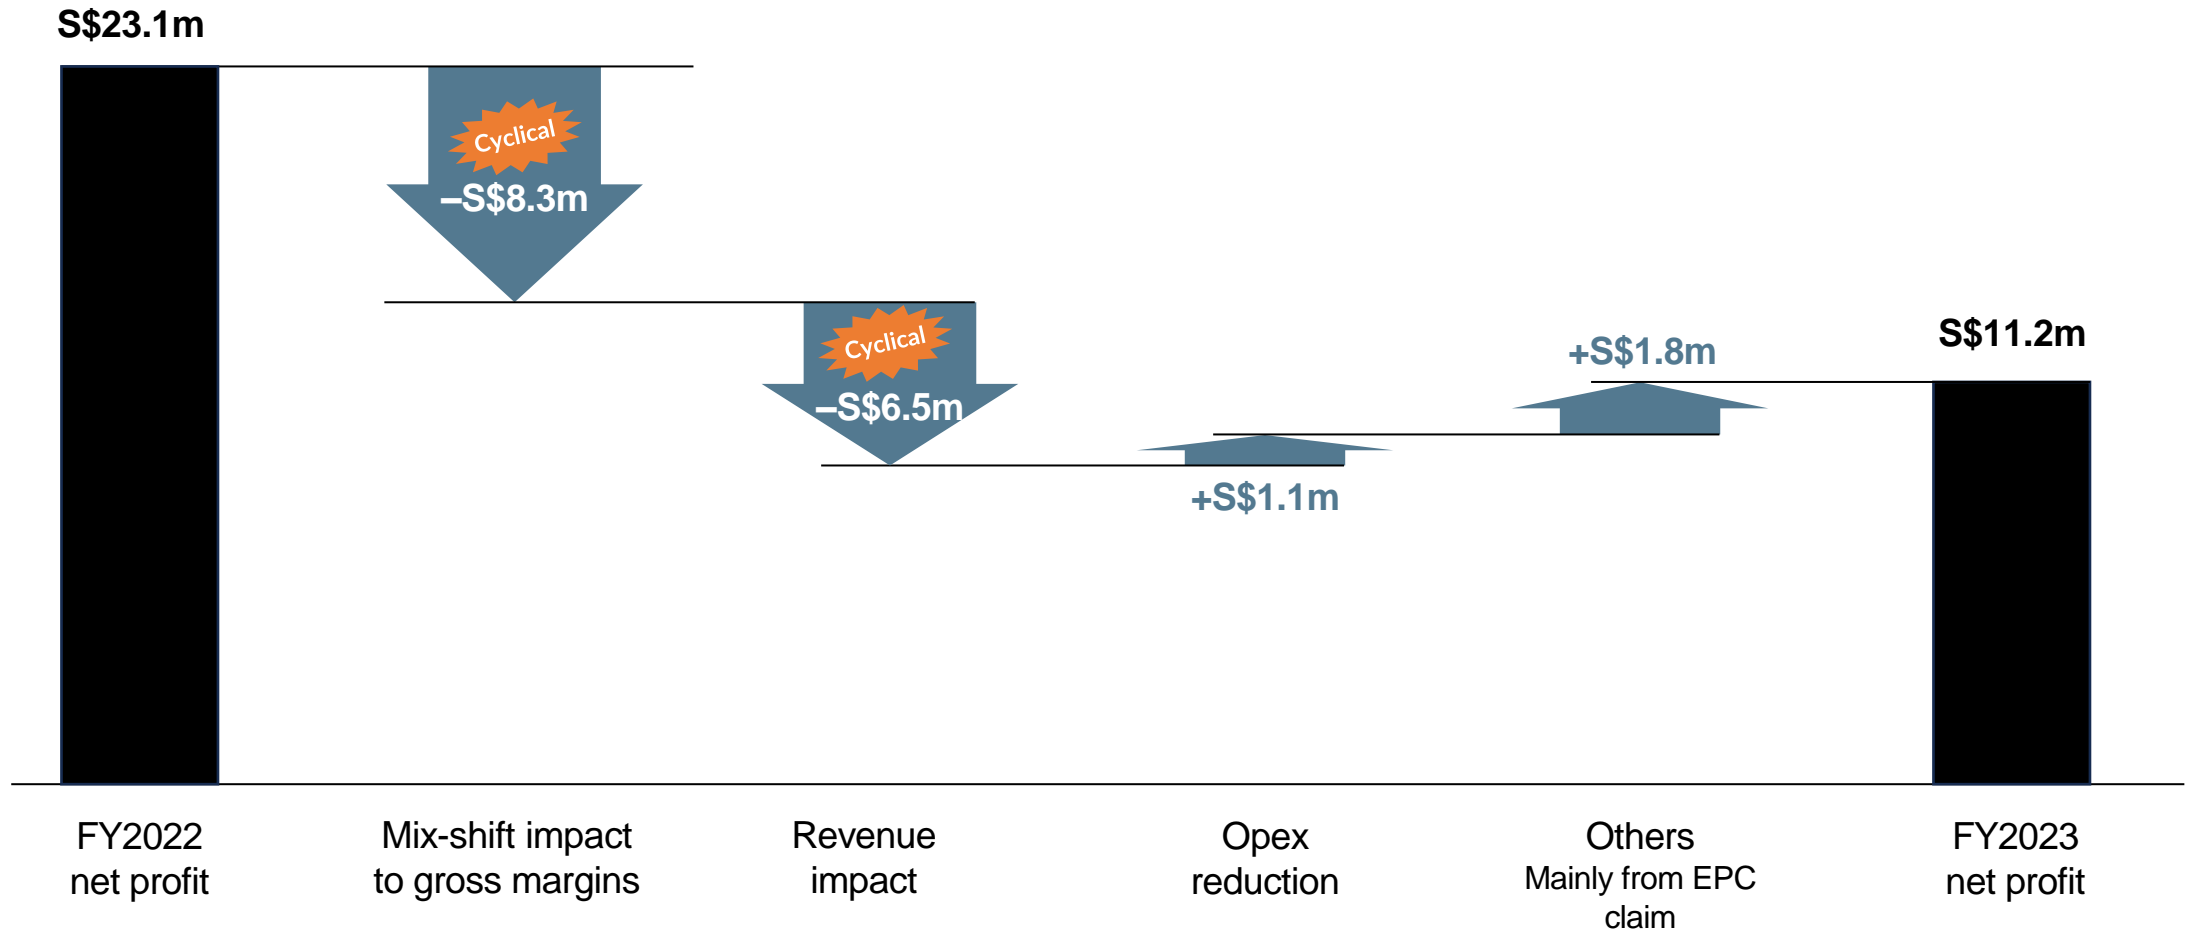 S$23.1m
Cyclical
–S$8.3m
Cyclical
–S$6.5m
+S$1.1m
+S$1.8m
S$11.2m
FY2022
net profit
Mix-shift impact
to gross margins
Revenue
impact
Opex
reduction
Others
Mainly from EPC
claim
FY2023
net profit